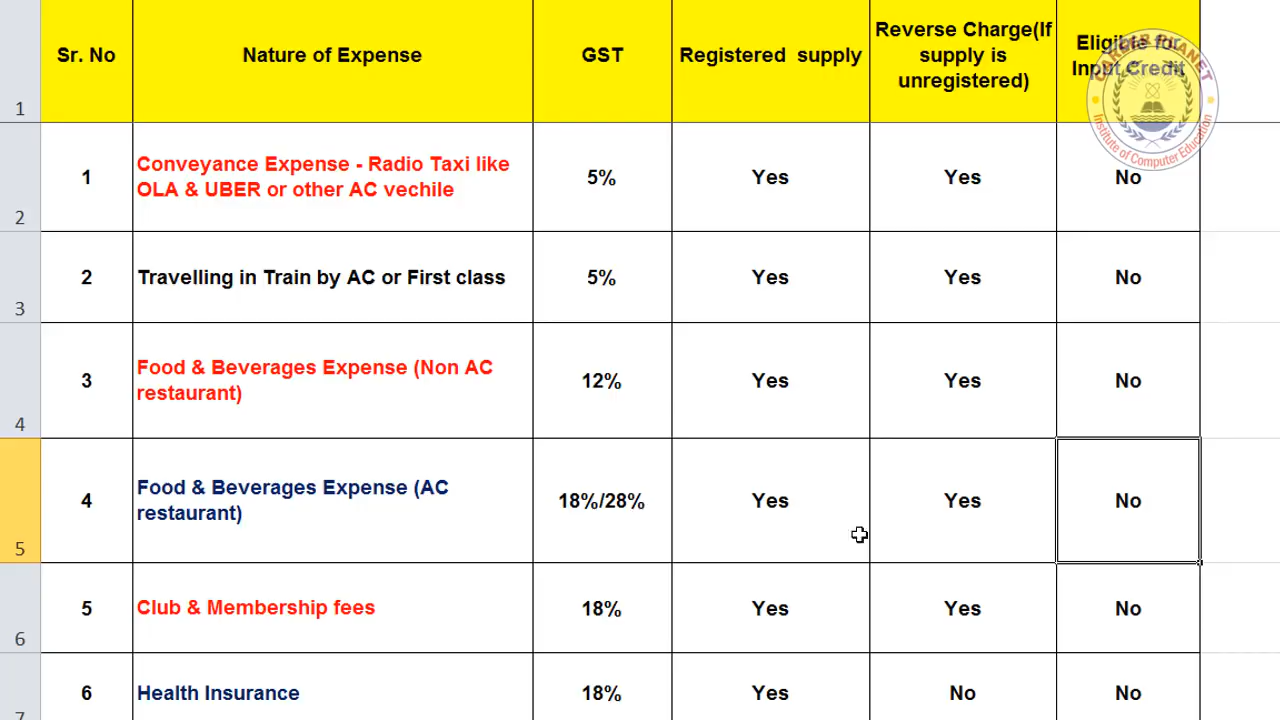 Sr. No
Nature of Expense
GST
Registered supply
Reverse Charge(If
supply is
unregistered)
Eligible for
Input Credit
CAREER PLANET
Institute of Computer Education
1
1
Conveyance Expense - Radio Taxi like
OLA & UBER or other AC vechile
5%
Yes
Yes
No
2
2
Travelling in Train by AC or First class
5%
Yes
Yes
No
3
3
Food & Beverages Expense (Non AC
restaurant)
12%
Yes
Yes
No
4
4
Food & Beverages Expense (AC
restaurant)
18%/28%
Yes
Yes
No
5
5
Club & Membership fees
18%
Yes
Yes
No
6
6
Health Insurance
18%
Yes
No
No
7